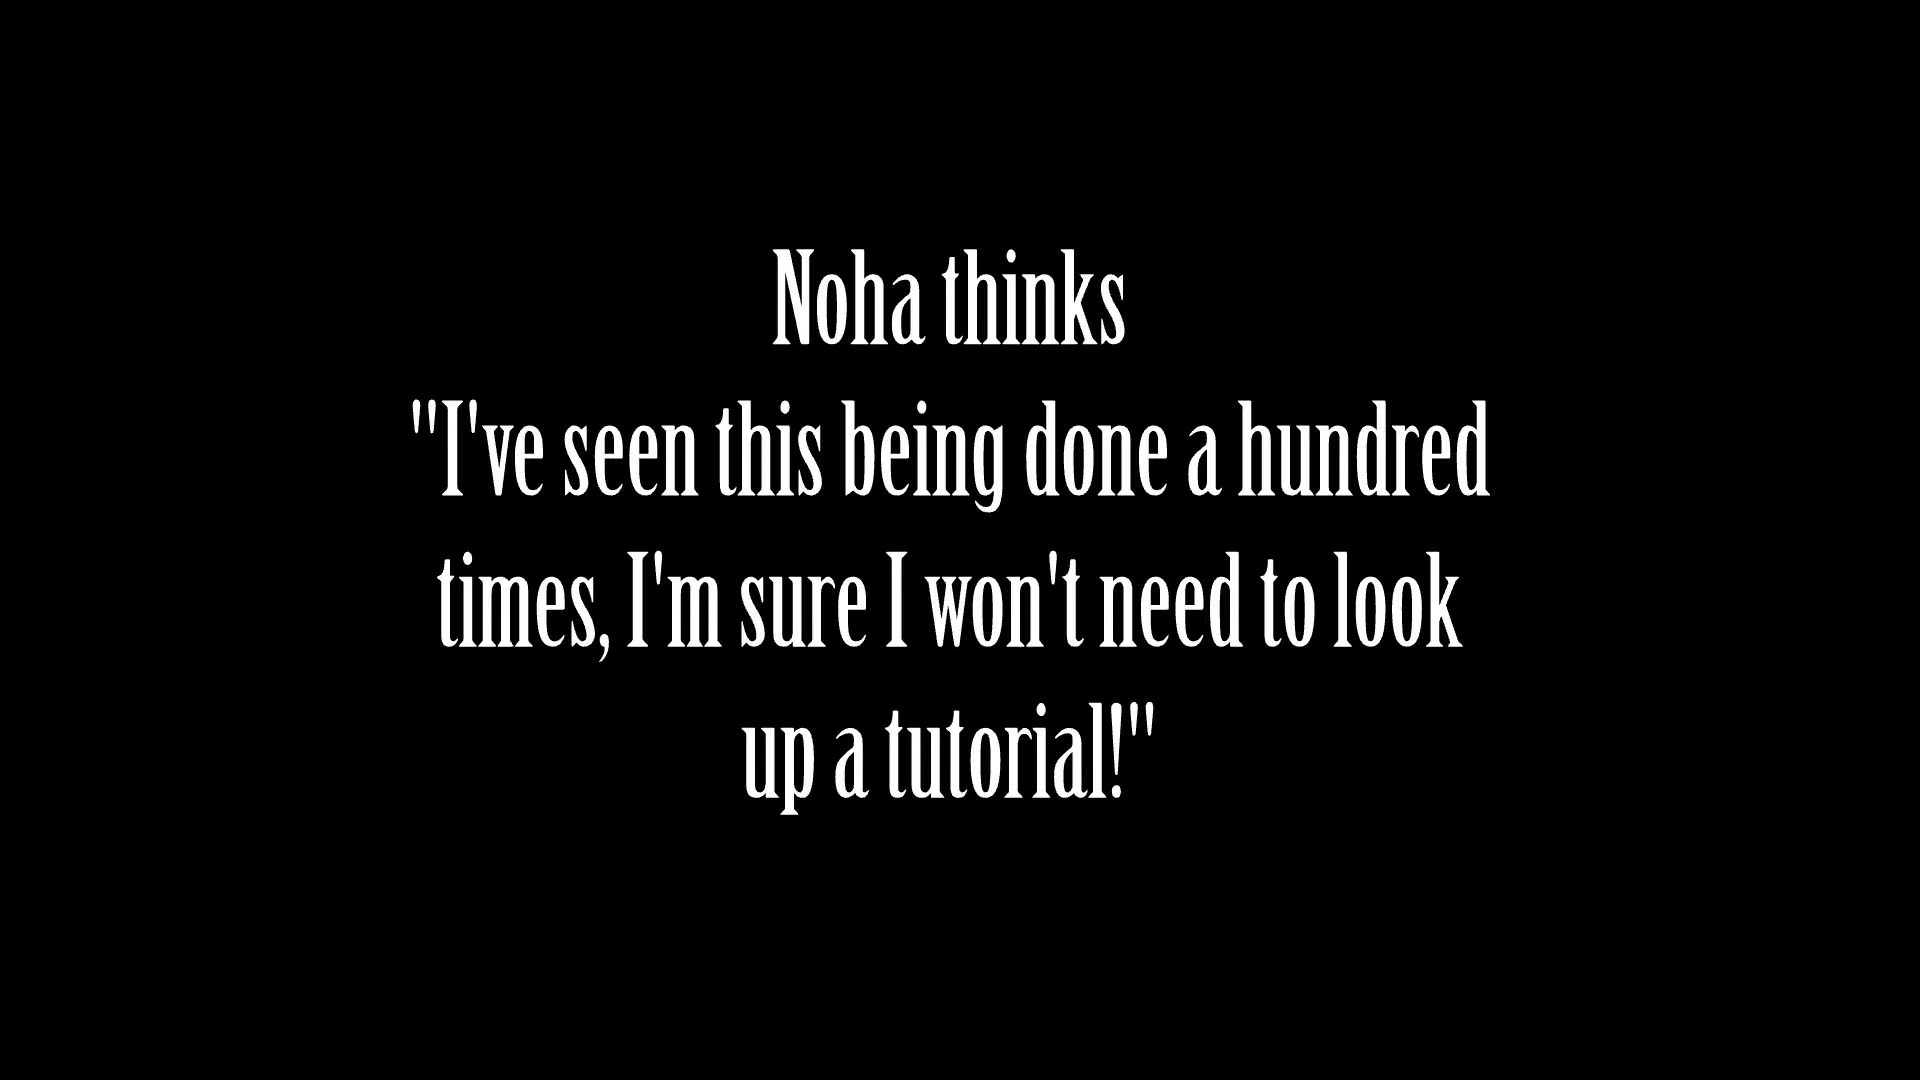 Noha thinks
"I've seen this being done a hundred
times, I'm sure I won't need to look
up a tutorial!"